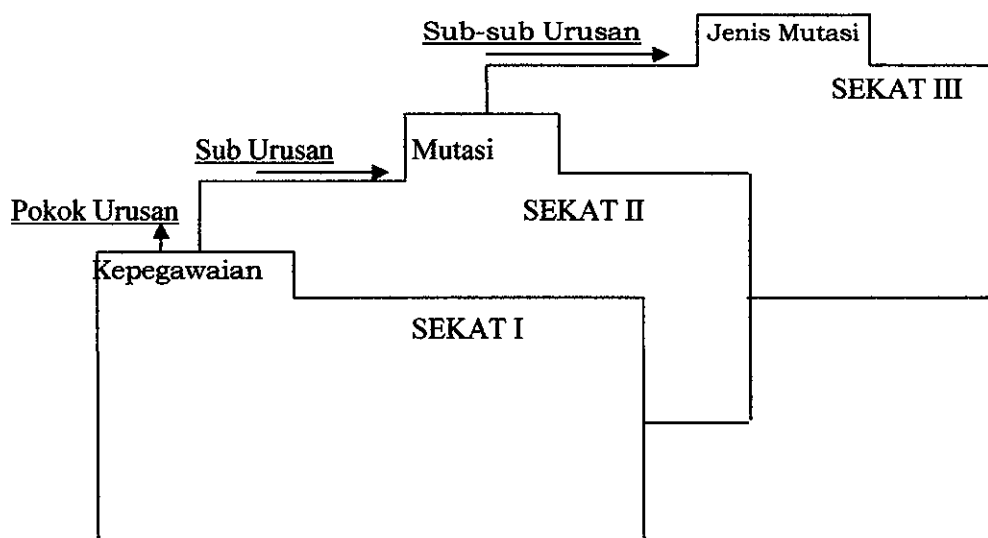 Sub-sub Urusan
Jenis Mutasi
SEKAT III
Sub Urusan
Mutasi
SEKAT II
Pokok Urusan
Kepegawaian
SEKAT I